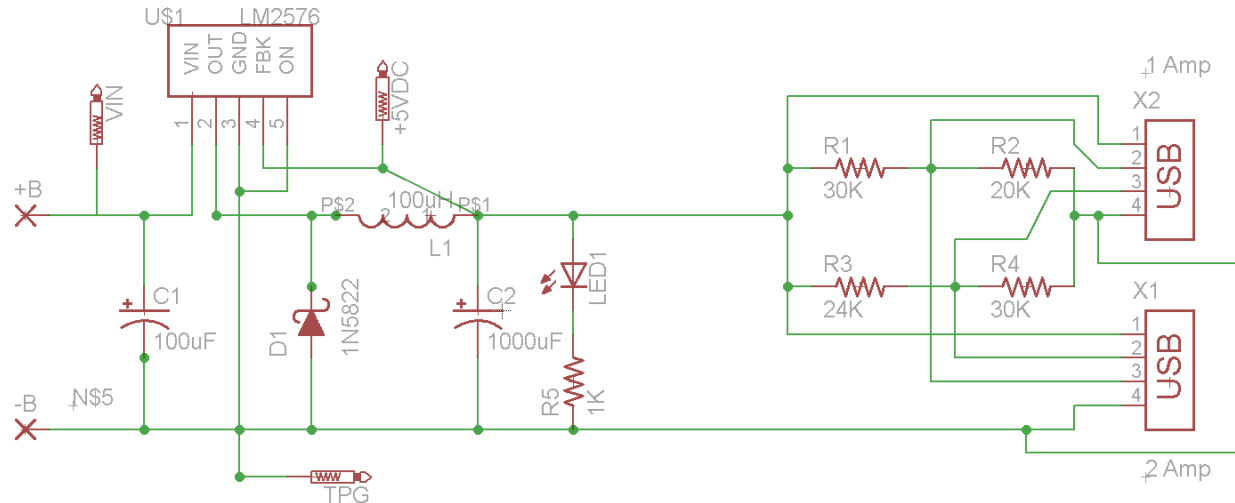 U$1
LM2576
VIN
OUT
GND
FBK
ON
1
2
3
4
5
VIN
+5VDC
+B
-B
N$5
C1
100uF
P$2
2
100uH
1
P$1
L1
D1
1N5822
C2
1000uF
LED1
R5
1K
TPG
R1
30K
R2
20K
R3
24K
R4
30K
1 Amp
X2
1
2
3
4
USB
X1
1
2
3
4
USB
2 Amp